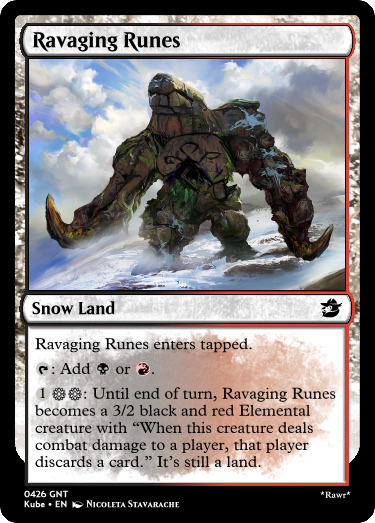 Ravaging Runes
Snow Land
Ravaging Runes enters tapped.
: Add or .
1 : Until end of turn, Ravaging Runes
becomes a 3/2 black and red Elemental
creature with “When this creature deals
combat damage to a player, that player
discards a card.” It’s still a land.
0426 GNT
Kube • EN Nicoleta Stavarache
*Rawr*